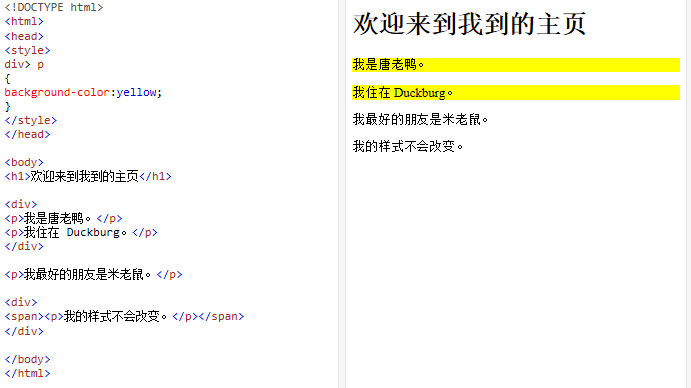 <!DOCTYPE html>
<html>
<head>
<style>
div> p
{
background-color:yellow;
}
</style>
</head>
<body>
<h1>欢迎来到我到的主页</h1>
<div>
<p>我是唐老鸭。</p>
<p>我住在 Duckburg。</p>
</div>
<p>我最好的朋友是米老鼠。</p>
<div>
<span><p>我的样式不会改变。</p></span>
</div>
</body>
</html>
欢迎来到我到的主页
我是唐老鸭。
我住在 Duckburg。
我最好的朋友是米老鼠。
我的样式不会改变。